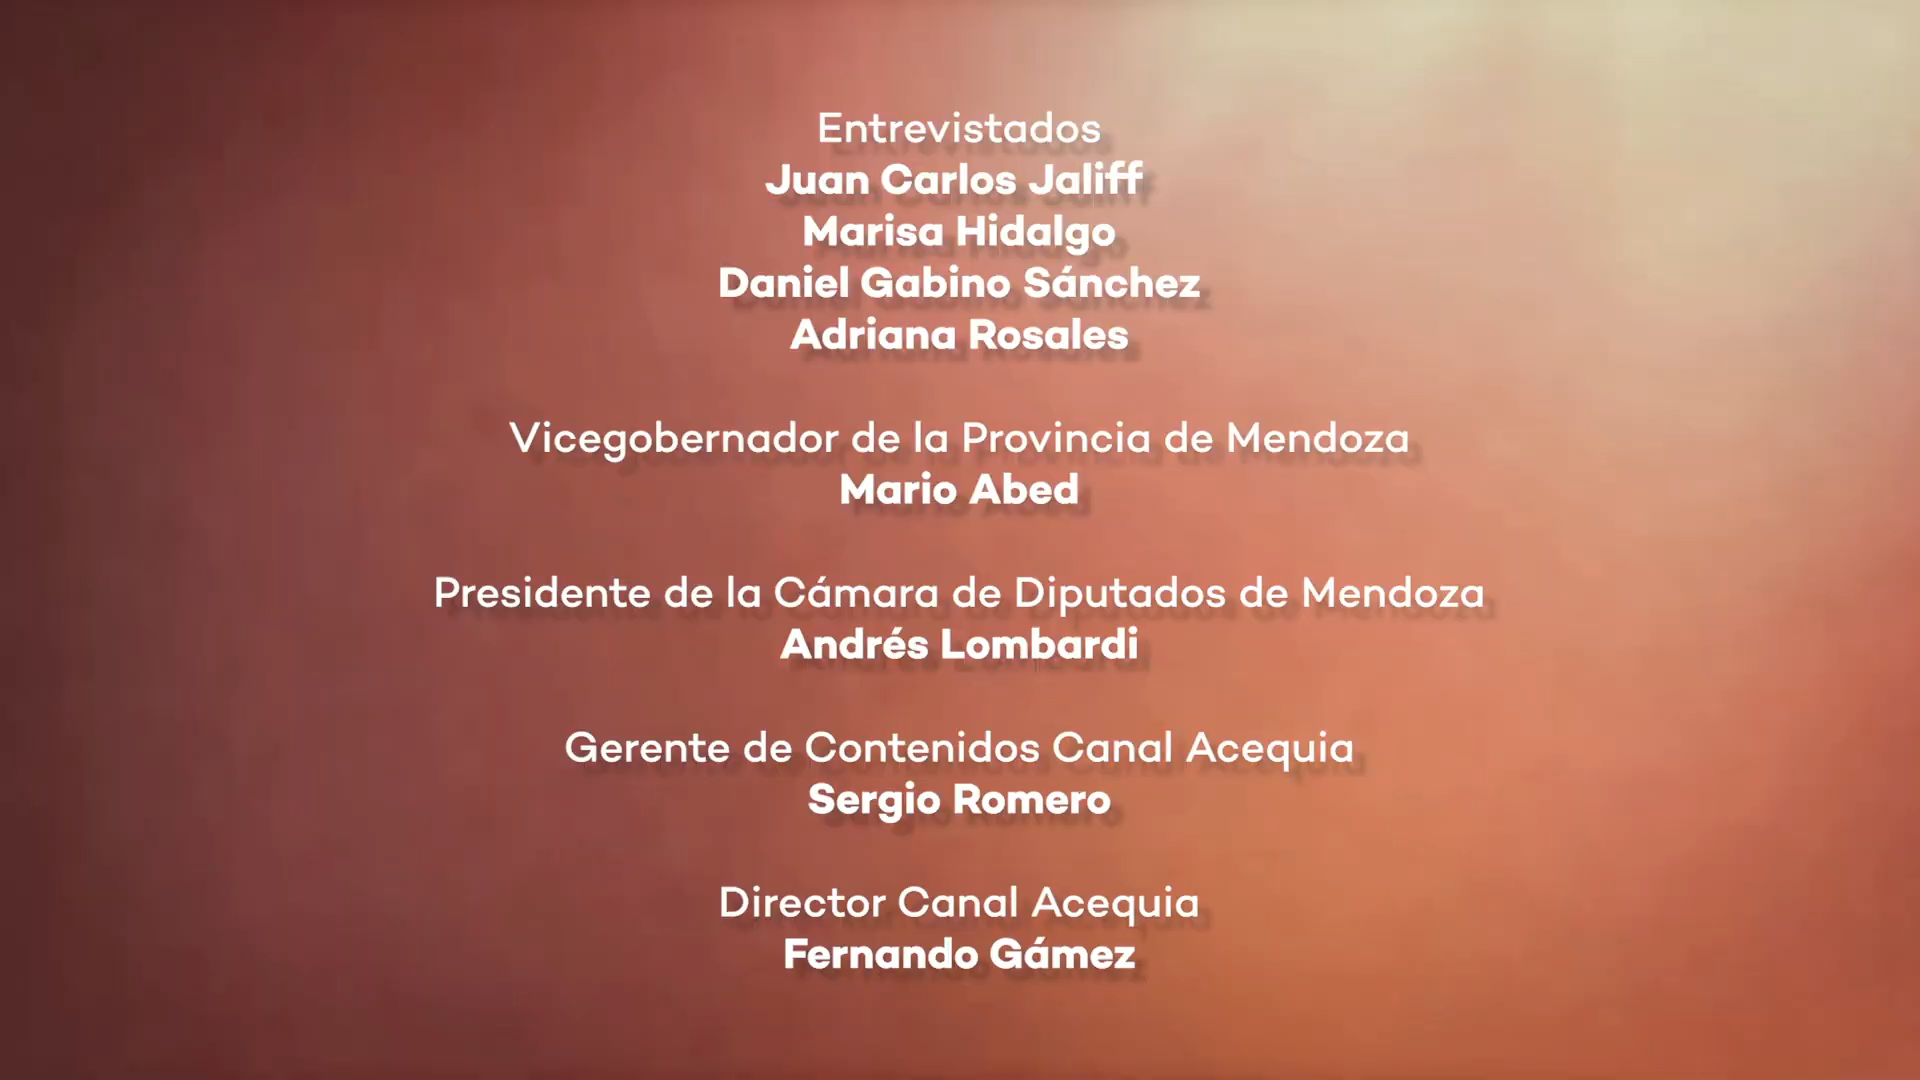 Entrevistados
Juan Carlos Jaliff
Marisa Hidalgo
Daniel Gabino Sánchez
Adriana Rosales
Vicegobernador de la Provincia de Mendoza
Mario Abed
Presidente de la Cámara de Diputados de Mendoza
Andrés Lombardi
Gerente de Contenidos Canal Acequia
Sergio Romero
Director Canal Acequia
Fernando Gámez